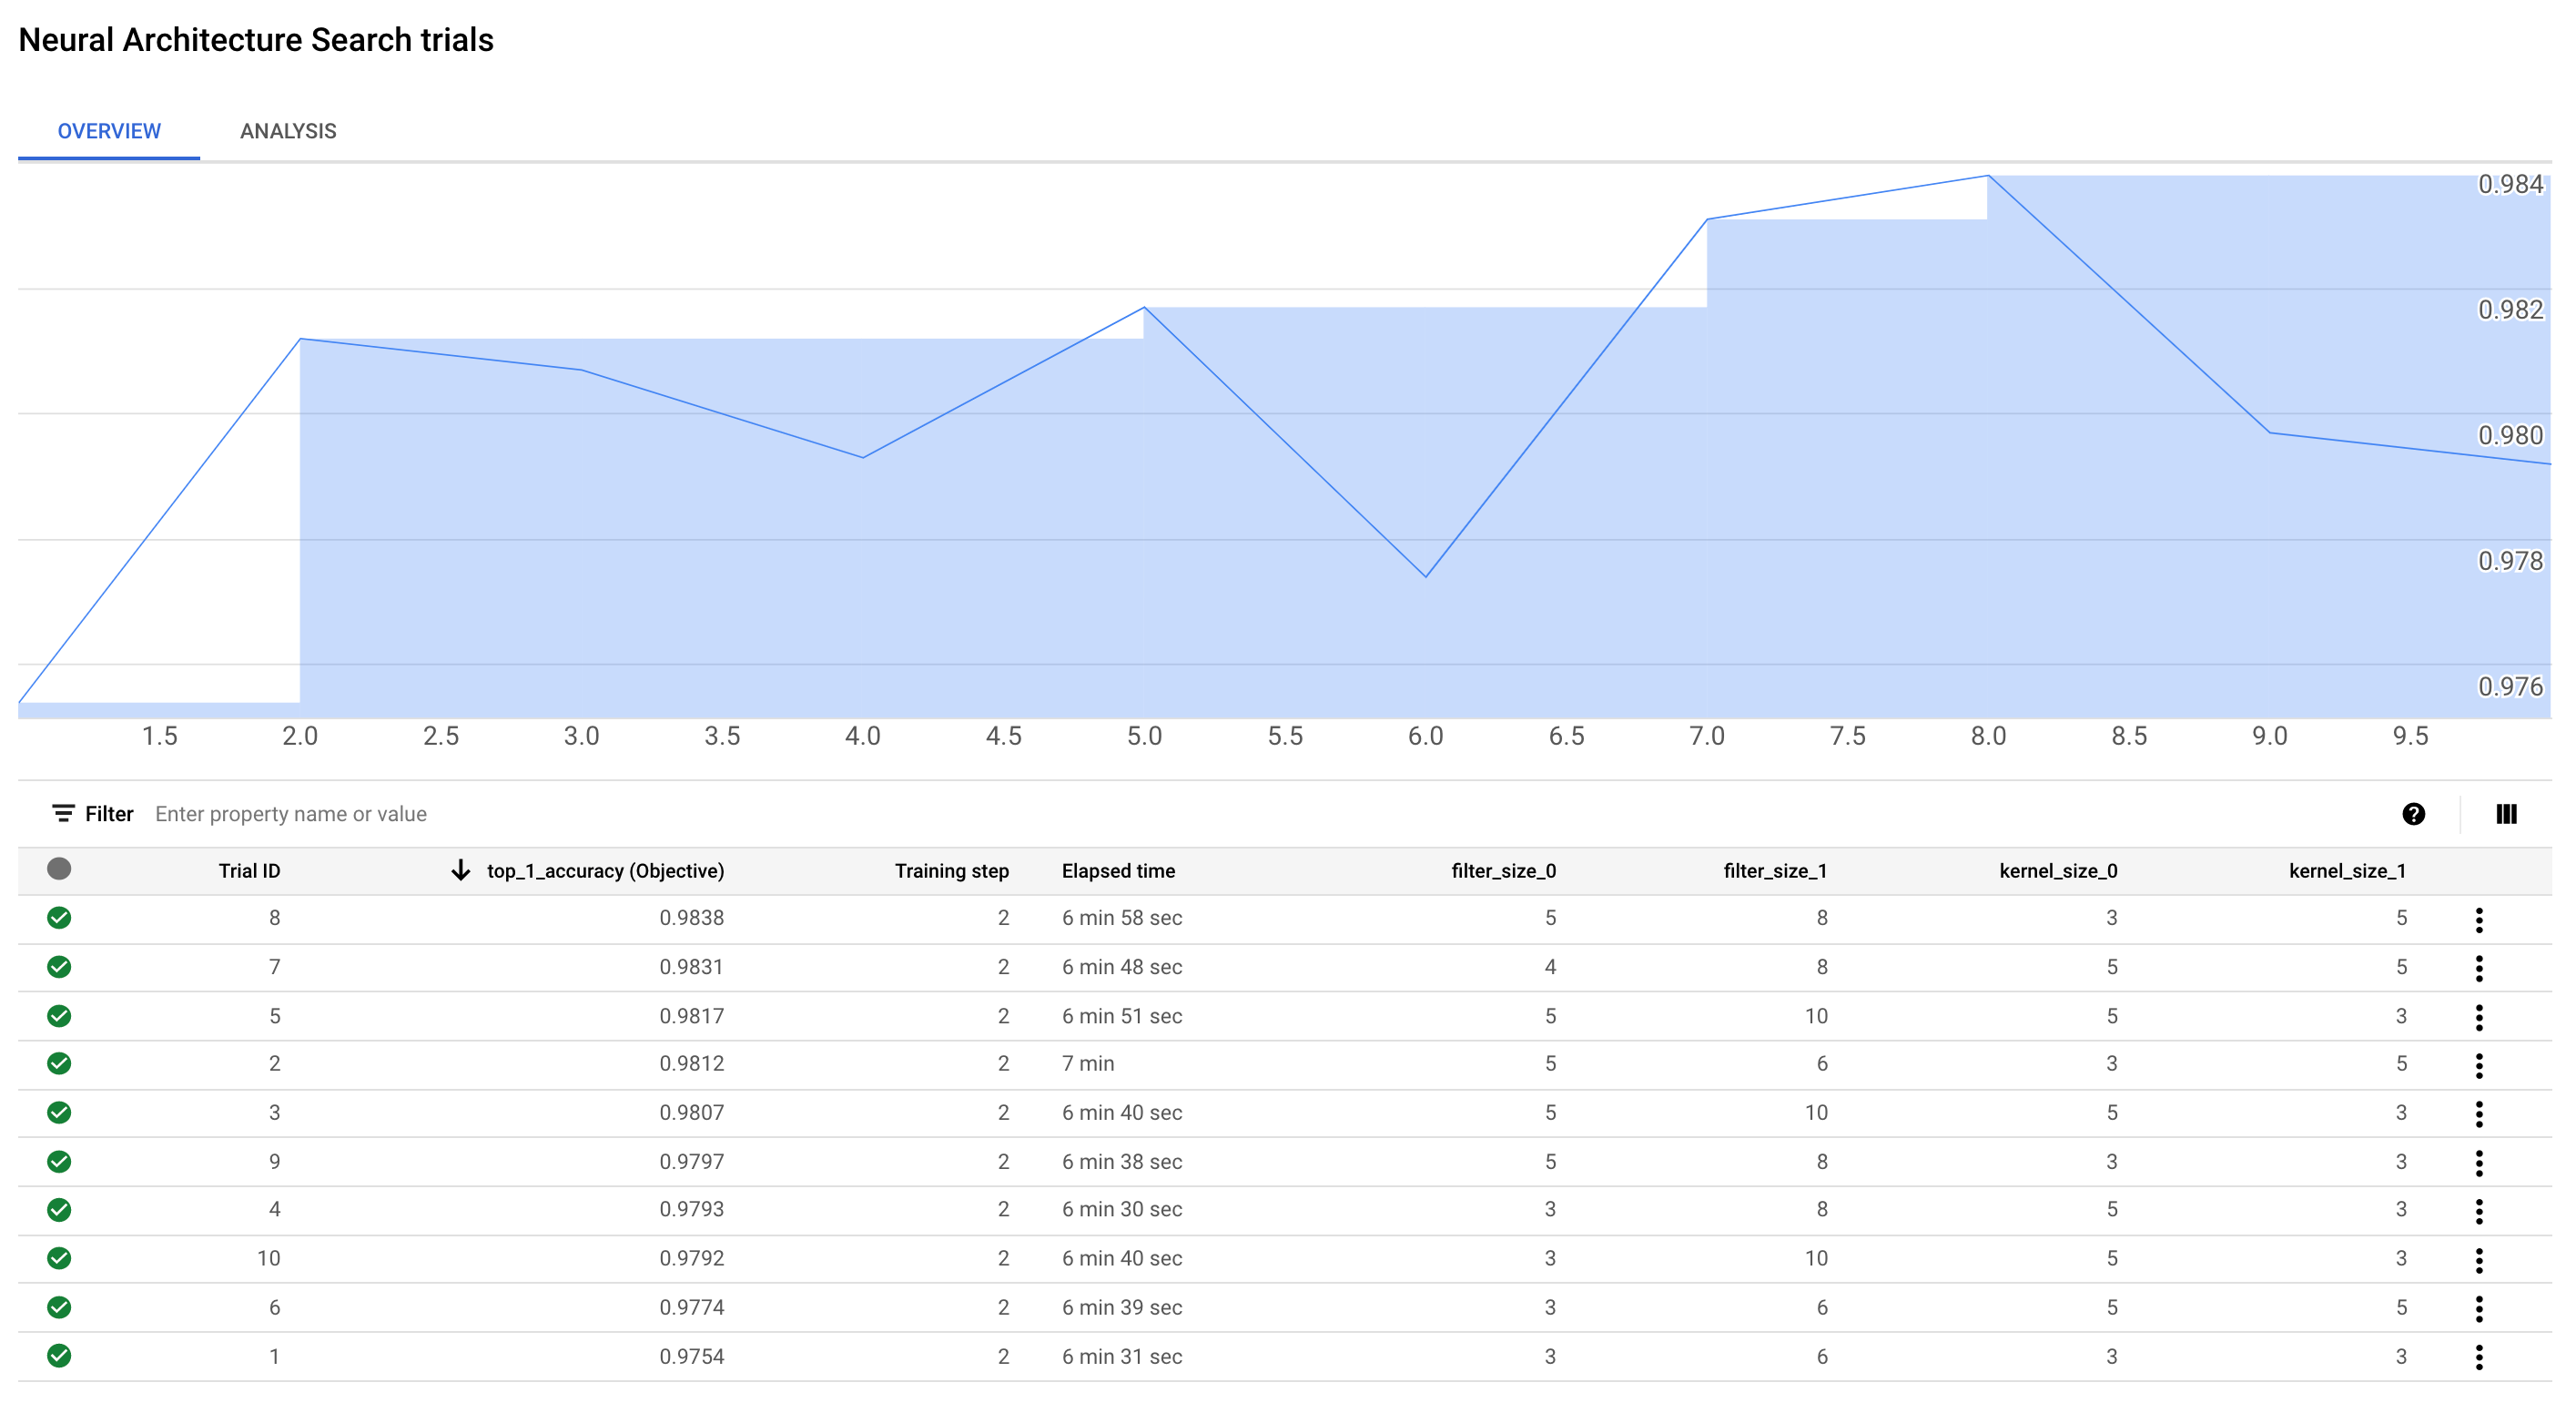 Neural Architecture Search trials
OVERVIEW ANALYSIS
0.984
0.982
0.980
0.978
0.976
1.5 2.0 2.5 3.0 3.5 4.0 4.5 5.0 5.5 6.0 6.5 7.0 7.5 8.0 8.5 9.0 9.5
Filter Enter property name or value
Trial ID top_1_accuracy (Objective) Training step Elapsed time filter_size_0 filter_size_1 kernel_size_0 kernel_size_1
8 0.9838 2 6 min 58 sec 5 8 3 5
7 0.9831 2 6 min 48 sec 4 8 5 5
5 0.9817 2 6 min 51 sec 5 10 5 3
2 0.9812 2 7 min 5 6 3 5
3 0.9807 2 6 min 40 sec 5 10 5 3
9 0.9797 2 6 min 38 sec 5 8 3 3
4 0.9793 2 6 min 30 sec 3 8 5 3
10 0.9792 2 6 min 40 sec 3 10 5 3
6 0.9774 2 6 min 39 sec 3 6 5 5
1 0.9754 2 6 min 31 sec 3 6 3 3